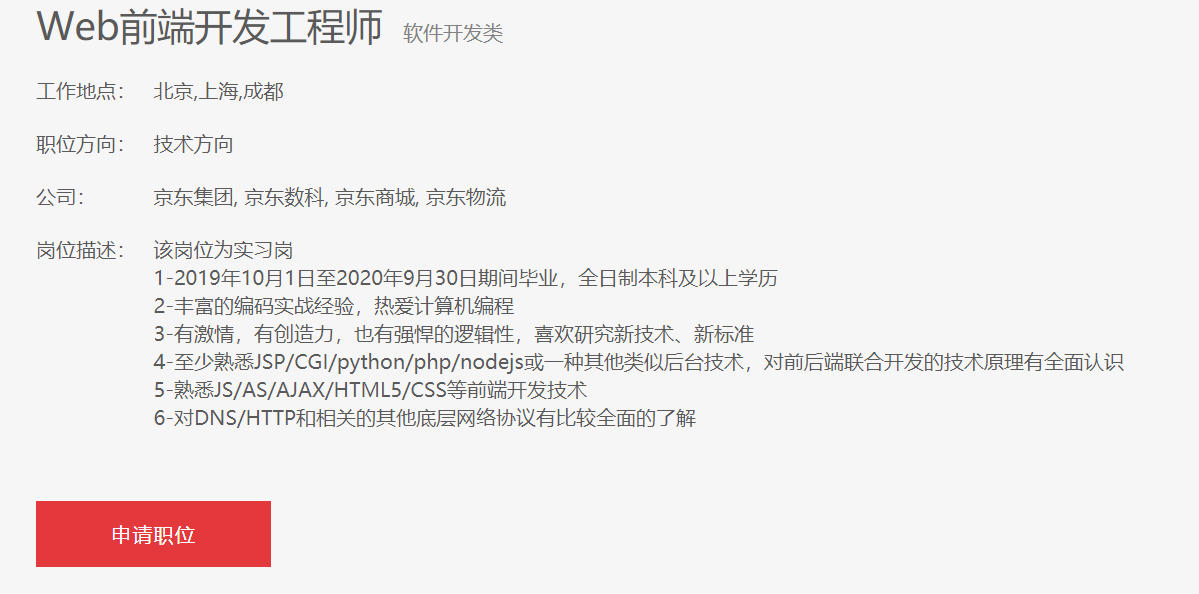 Web前端开发工程师 软件开发类
工作地点： 北京,上海,成都
职位方向： 技术方向
公司： 京东集团, 京东数科, 京东商城, 京东物流
岗位描述： 该岗位为实习岗
1-2019年10月1日至2020年9月30日期间毕业，全日制本科及以上学历
2-丰富的编码实战经验，热爱计算机编程
3-有激情，有创造力，也有强悍的逻辑性，喜欢研究新技术、新标准
4-至少熟悉JSP/CGI/python/php/nodejs或一种其他类似后台技术，对前后端联合开发的技术原理有全面认识
5-熟悉JS/AS/AJAX/HTML5/CSS等前端开发技术
6-对DNS/HTTP和相关的其他底层网络协议有比较全面的了解
申请职位